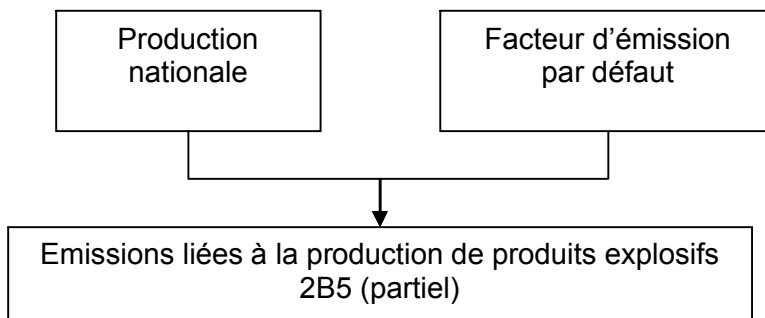 Production
nationale
Facteur d’émission
par défaut
Emissions liées à la production de produits explosifs
2B5 (partiel)